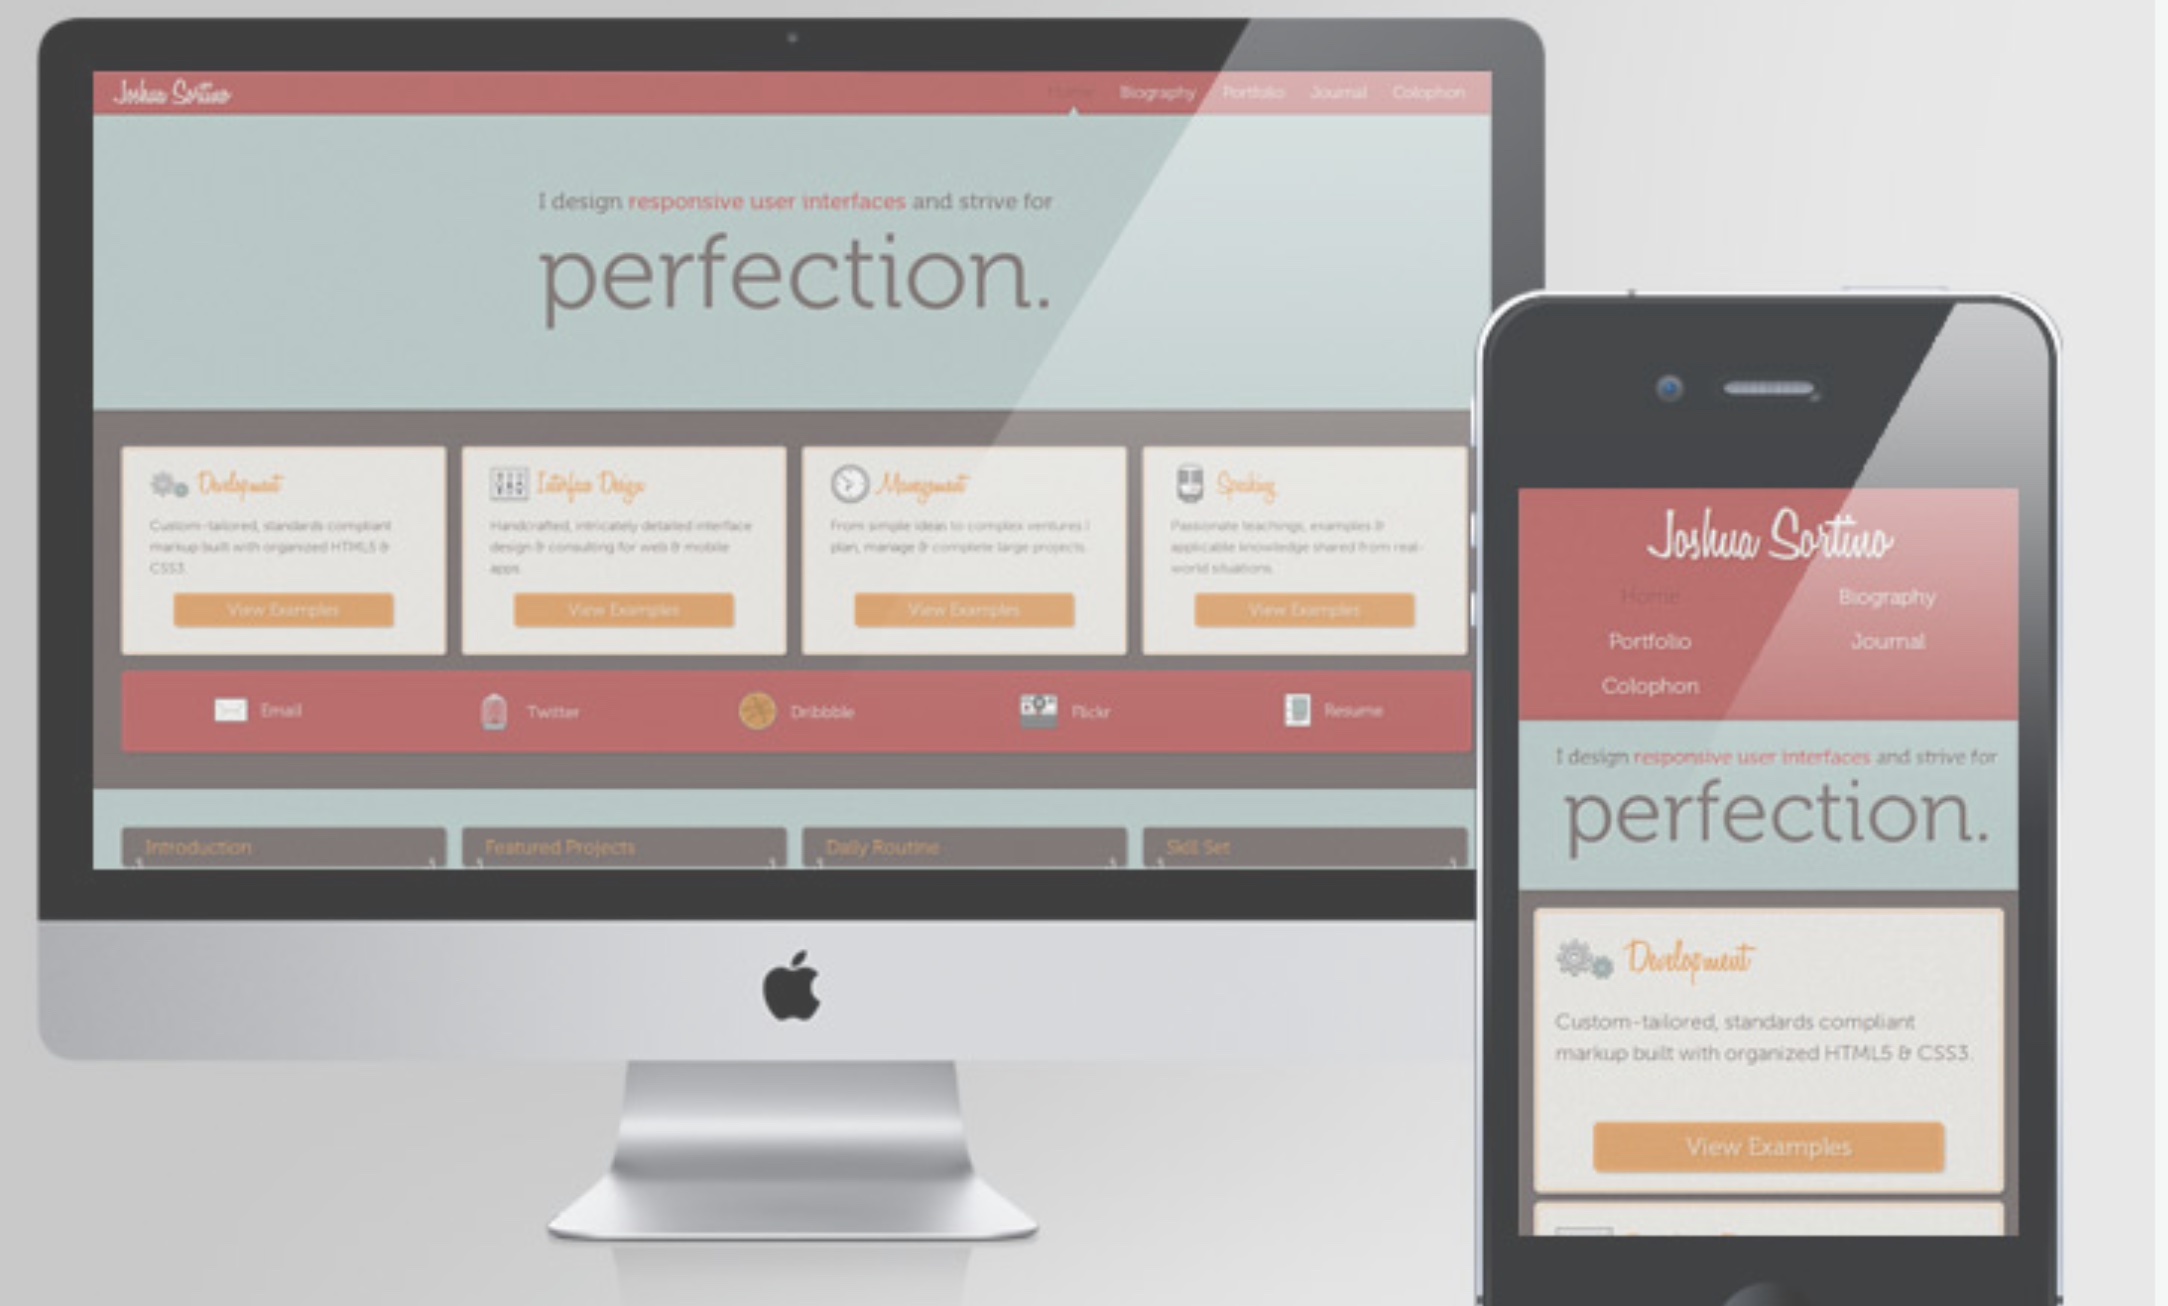 Joshua Sortino
Home Biography Portfolio Journal Colophon
I design responsive user interfaces and strive for
perfection.
Development
Custom-tailored, standards compliant
markup built with organized HTML5 &
CSS3.
View Examples
Interface Design
Handcrafted, intricately detailed interface
design & consulting for web & mobile
apps.
View Examples
Management
From simple ideas to complex ventures I
plan, manage & complete large projects.
View Examples
Speaking
Passionate teachings, examples &
applicable knowledge shared from real-
world situations.
View Examples
Email Twitter Dribbble Flickr Resume
Introduction Featured Projects Daily Routine Skill Set
Joshua Sortino
Home Biography
Portfolio Journal
Colophon
I design responsive user interfaces and strive for
perfection.
Development
Custom-tailored, standards compliant
markup built with organized HTML5 & CSS3.
View Examples